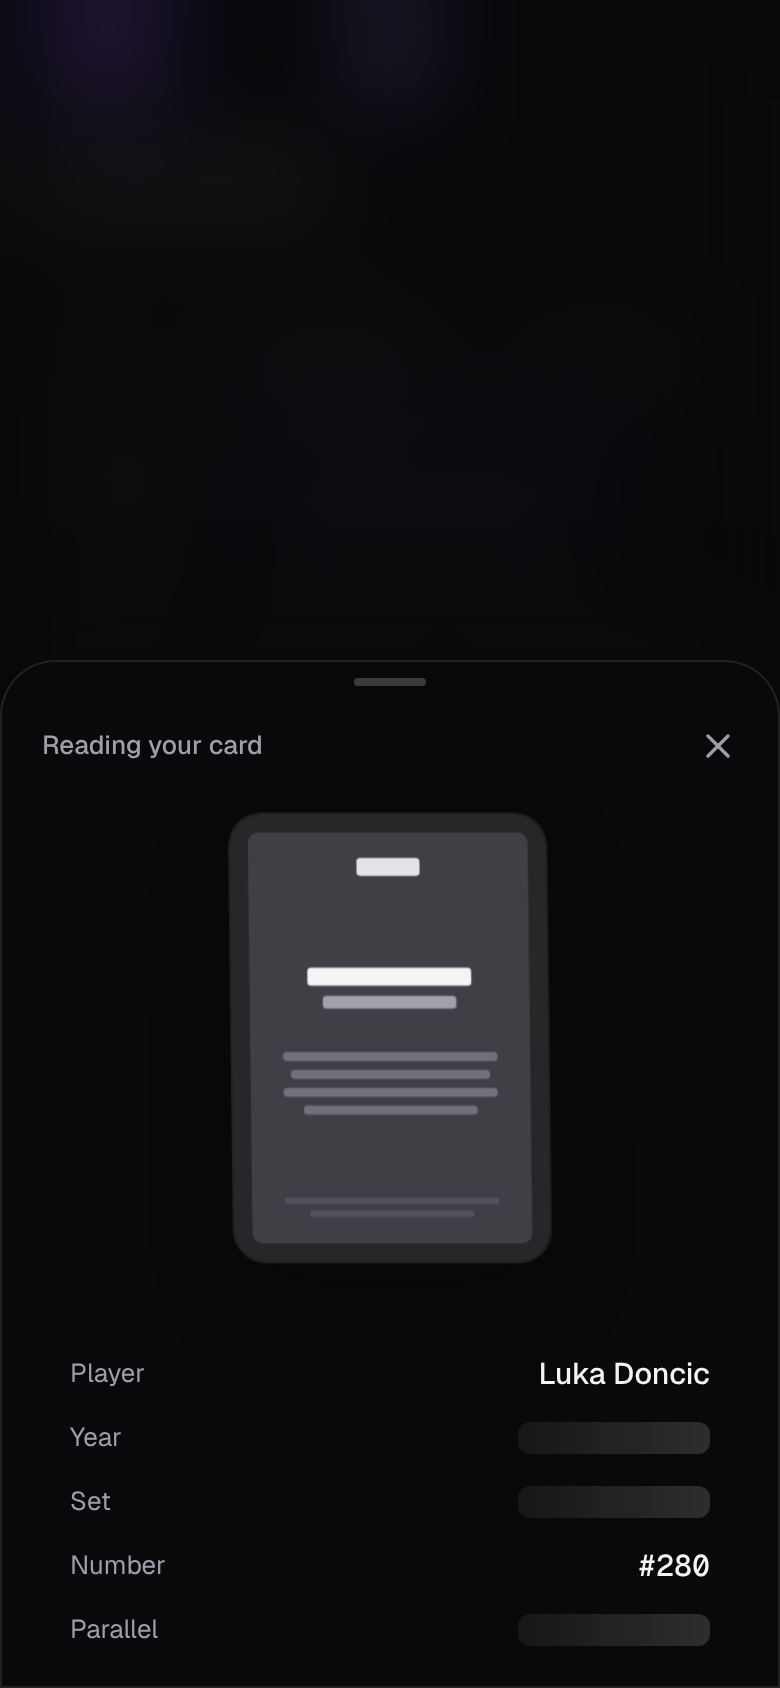 Reading your card
Player Luka Doncic
Year
Set
Number #280
Parallel